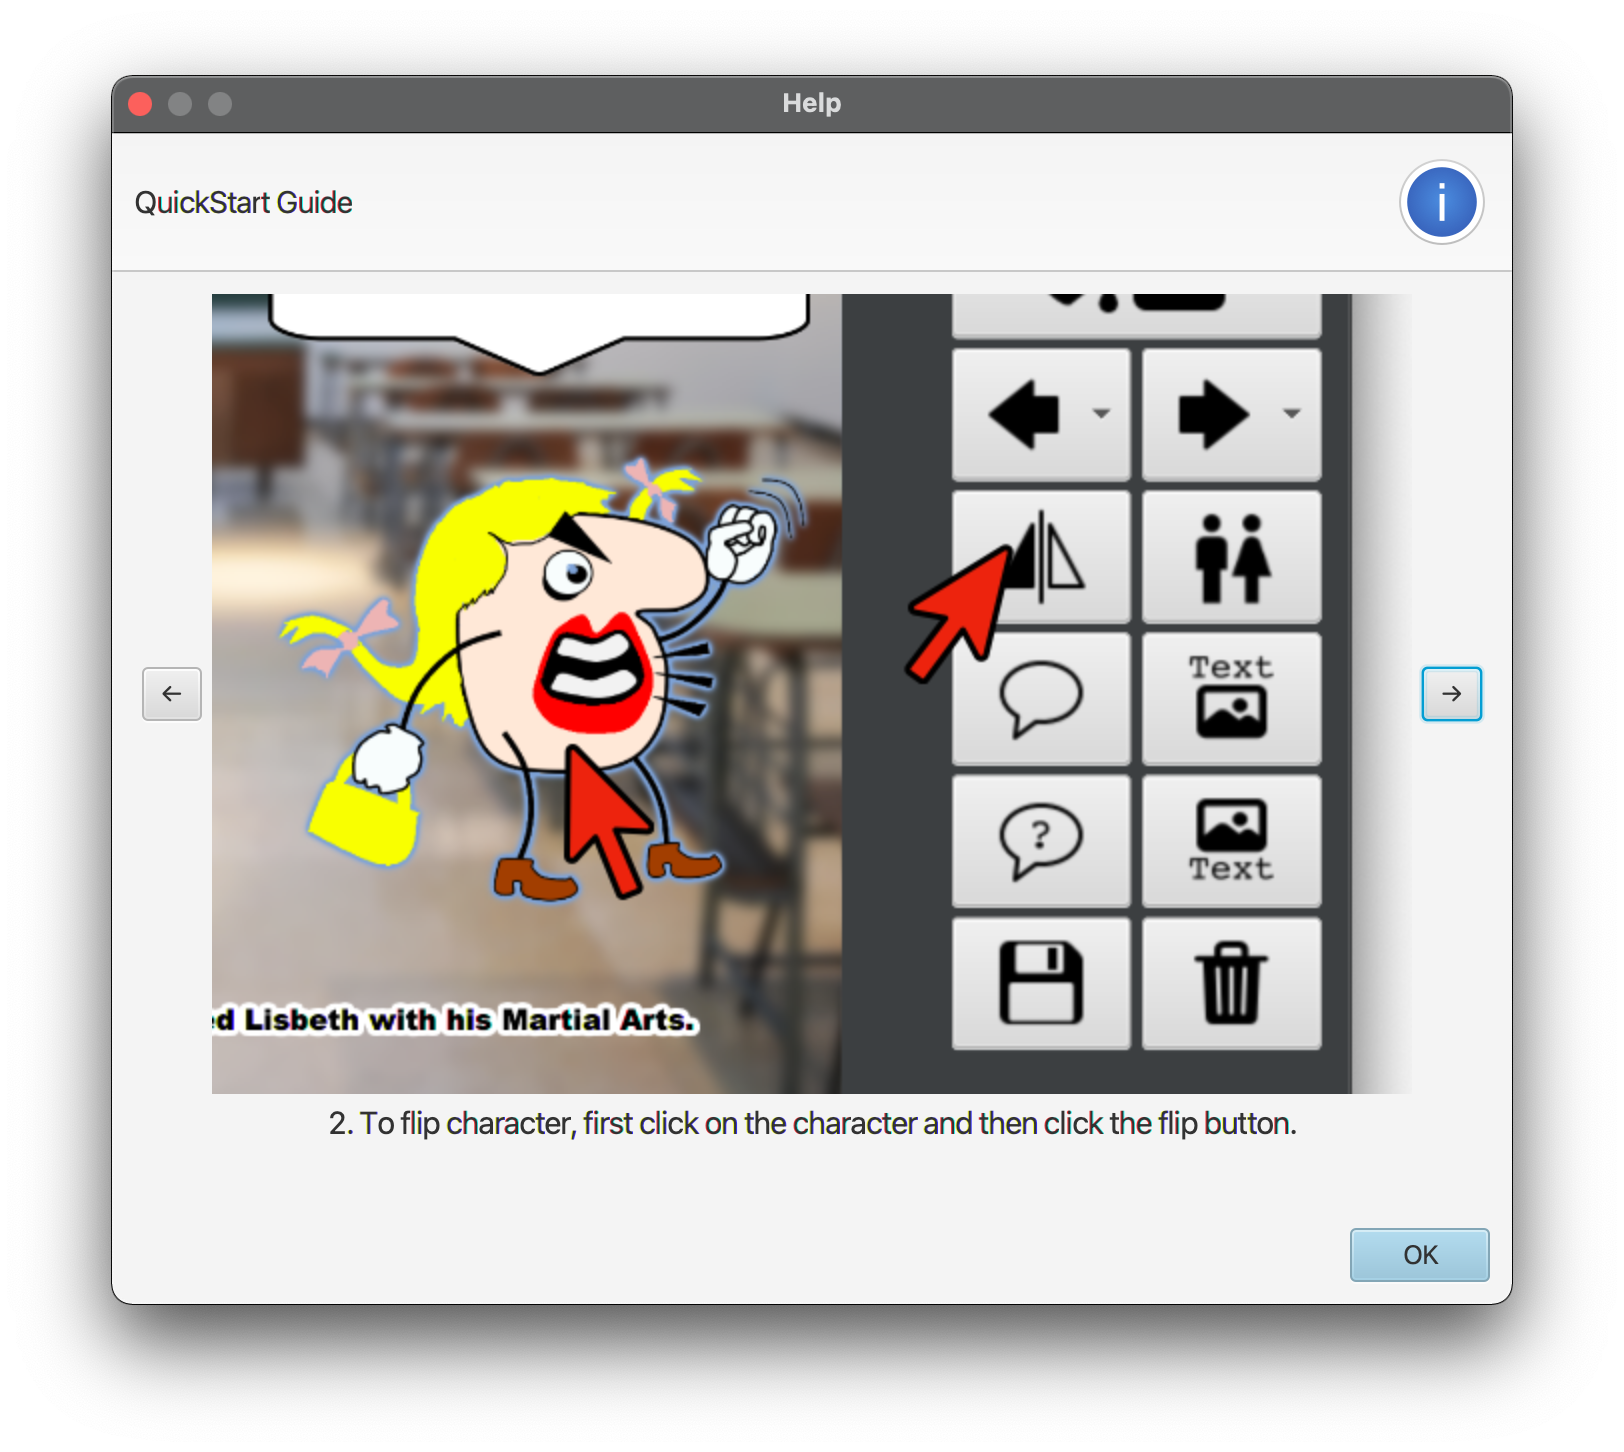 Help
QuickStart Guide
Text
?
Text
ed Lisbeth with his Martial Arts.
2. To flip character, first click on the character and then click the flip button.
OK